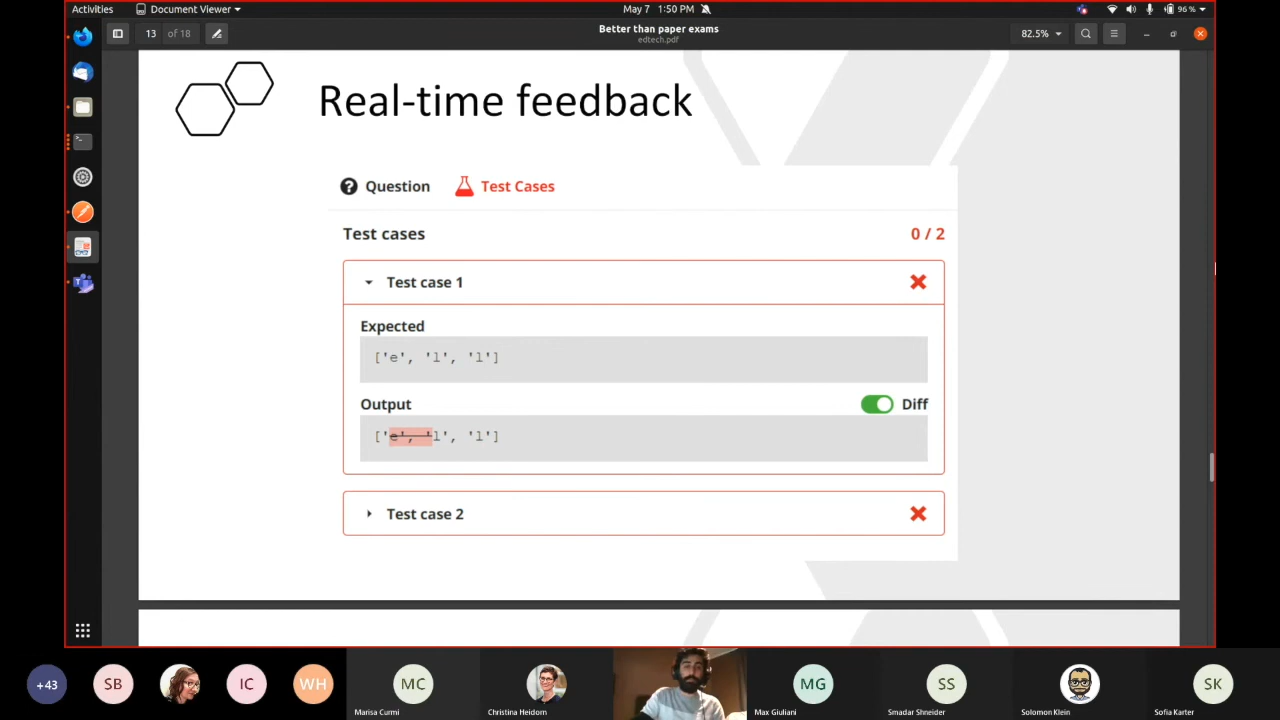 Activities
Document Viewer
May 7 1:50 PM
96 %
13 of 18
Better than paper exams
edtech.pdf
82.5%
Real-time feedback
Question
Test Cases
Test cases
0 / 2
Test case 1
Expected
['e', 'l', 'l']
Output
Diff
['e', 'l', 'l']
Test case 2
+43
SB
IC
WH
MC
MG
SS
SK
Marisa Curmi
Christina Heidorn
Max Giuliani
Smadar Shneider
Solomon Klein
Sofia Karter